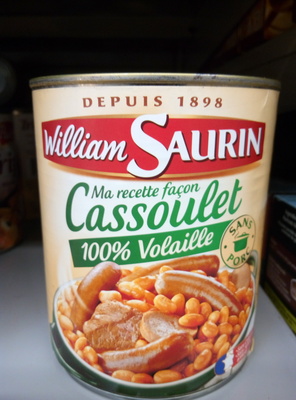 DEPUIS 1898
William SAURIN
Ma recette façon
Cassoulet
100% Volaille
SANS
PORC